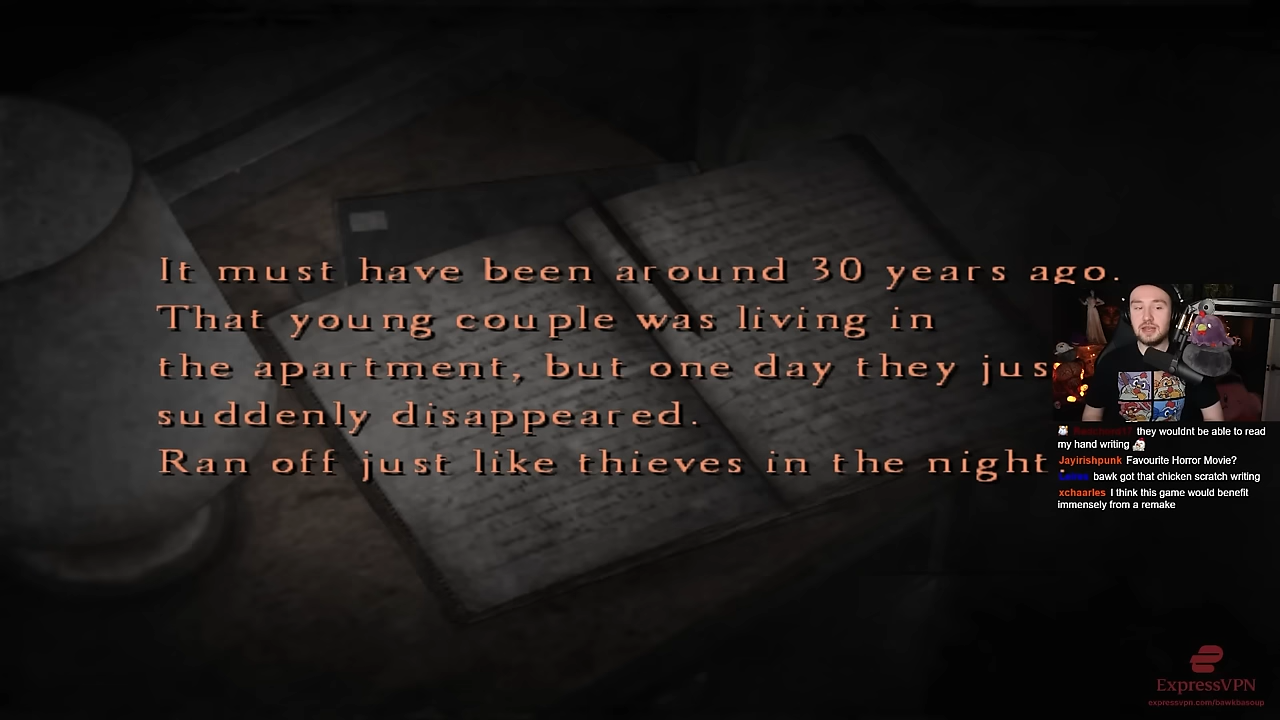 It must have been around 30 years ago.
That young couple was living in
the apartment, but one day they jus
suddenly disappeared.
Ran off just like thieves in the night.
they wouldnt be able to read
my hand writing
Jayirishpunk Favourite Horror Movie?
bawk got that chicken scratch writing
xchaarles I think this game would benefit
immensely from a remake
ExpressVPN
expressvpn.com/bawkbasoup